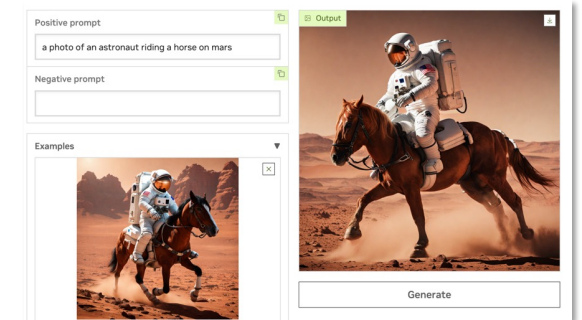 Positive prompt
a photo of an astronaut riding a horse on mars
Negative prompt
Examples
Output
Generate